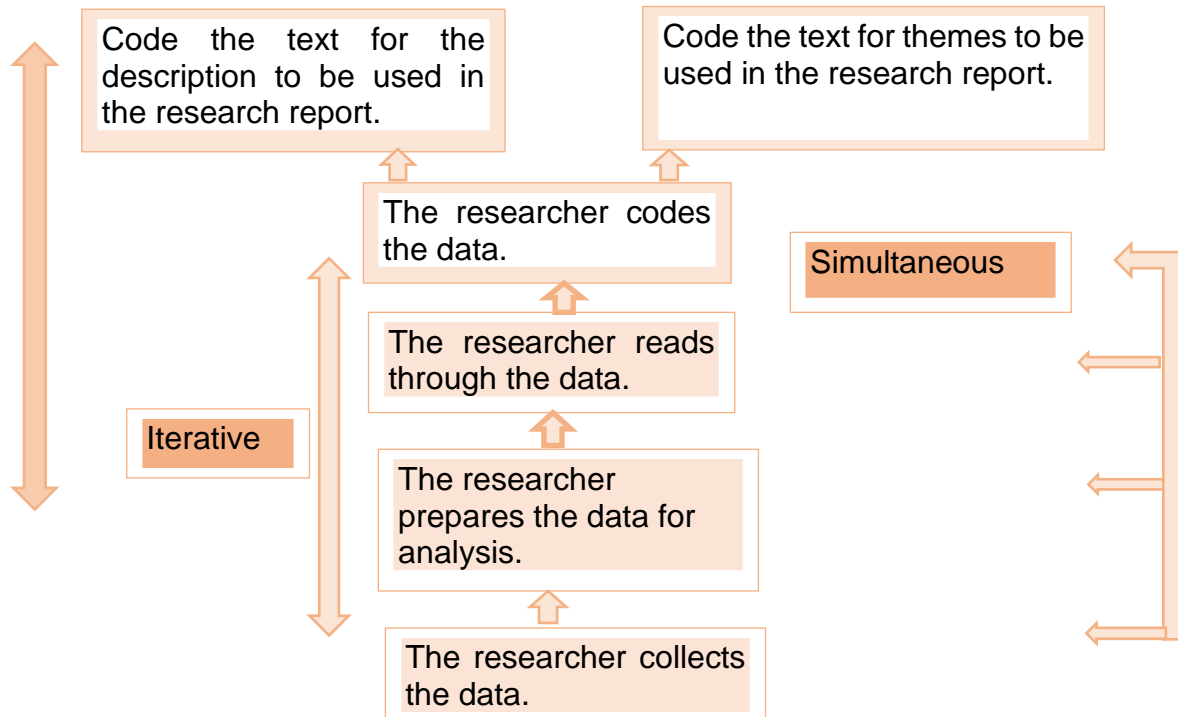 Code the text for the
description to be used in
the research report.
Code the text for themes to be
used in the research report.
The researcher codes
the data.
Simultaneous
The researcher reads
through the data.
Iterative
The researcher
prepares the data for
analysis.
The researcher collects
the data.